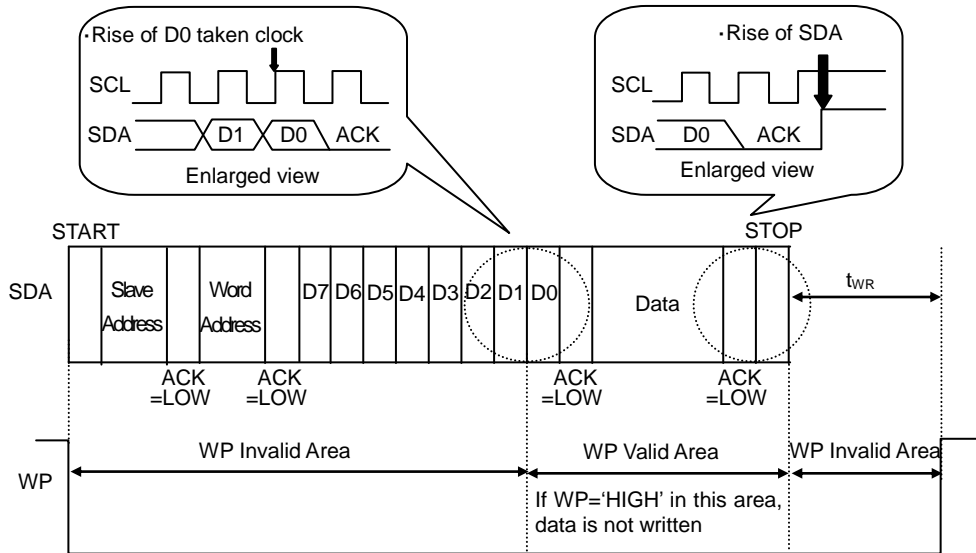 ·Rise of D0 taken clock
SCL
SDA D1 D0 ACK
Enlarged view
·Rise of SDA
SCL
SDA D0 ACK
Enlarged view
START STOP
SDA Slave Address Word Address D7 D6 D5 D4 D3 D2 D1 D0 Data tWR
ACK =LOW ACK =LOW ACK =LOW ACK =LOW
WP WP Invalid Area WP Valid Area WP Invalid Area
If WP=‘HIGH’ in this area,
data is not written